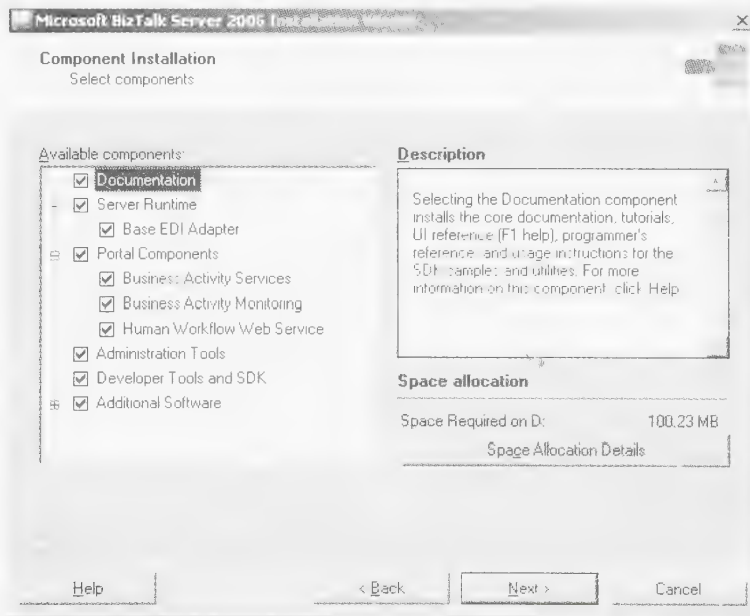 Microsoft BizTalk Server 2006
Component Installation
Select components
Available components:
Documentation
Server Runtime
Base EDI Adapter
Portal Components
Business Activity Services
Business Activity Monitoring
Human Workflow Web Service
Administration Tools
Developer Tools and SDK
Additional Software
Description
Selecting the Documentation component
installs the core documentation, tutorials,
UI reference (F1 help), programmer's
reference and usage instructions for the
SDK samples and utilities. For more
information on this component click Help
Space allocation
Space Required on D: 100.23 MB
Space Allocation Details
Help
< Back
Next >
Cancel